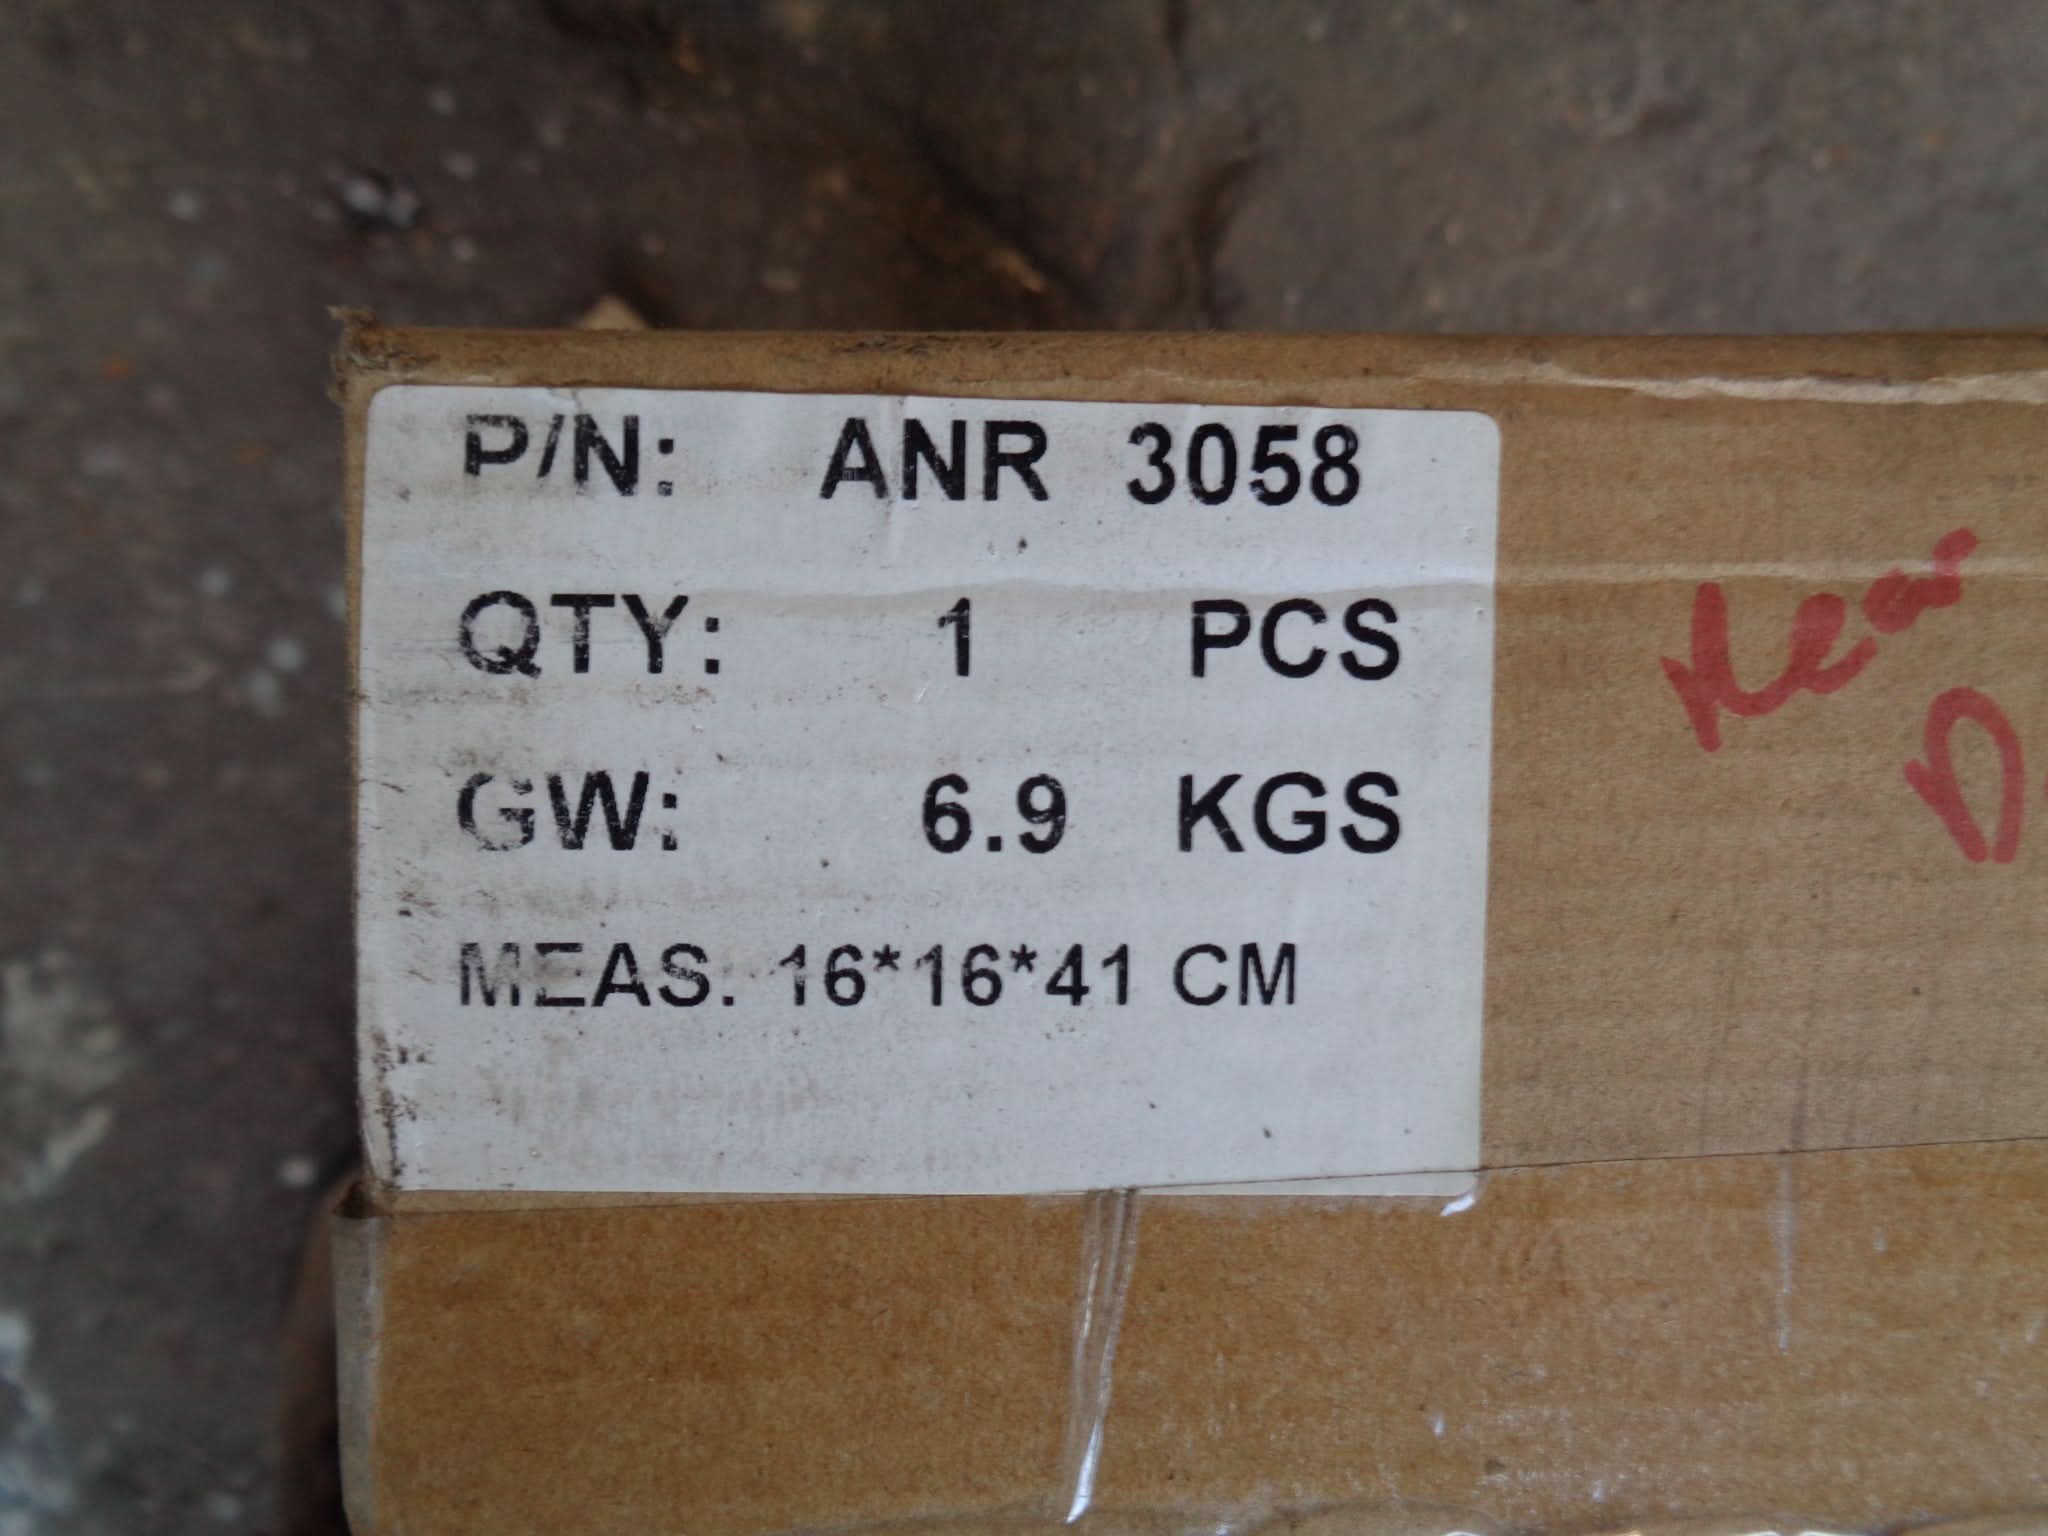 P/N: ANR 3058
QTY: 1 PCS
GW: 6.9 KGS
MEAS. 16*16*41 CM